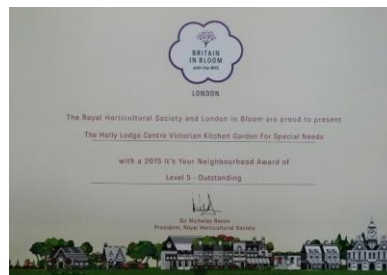 BRITAIN
IN BLOOM
with the RHS
LONDON
The Royal Horticultural Society and London in Bloom are proud to present
The Holly Lodge Centre Victorian Kitchen Garden For Special Needs
with a 2015 It's Your Neighbourhood Award of
Level 5 - Outstanding
Sir Nicholas Bacon
President, Royal Horticultural Society